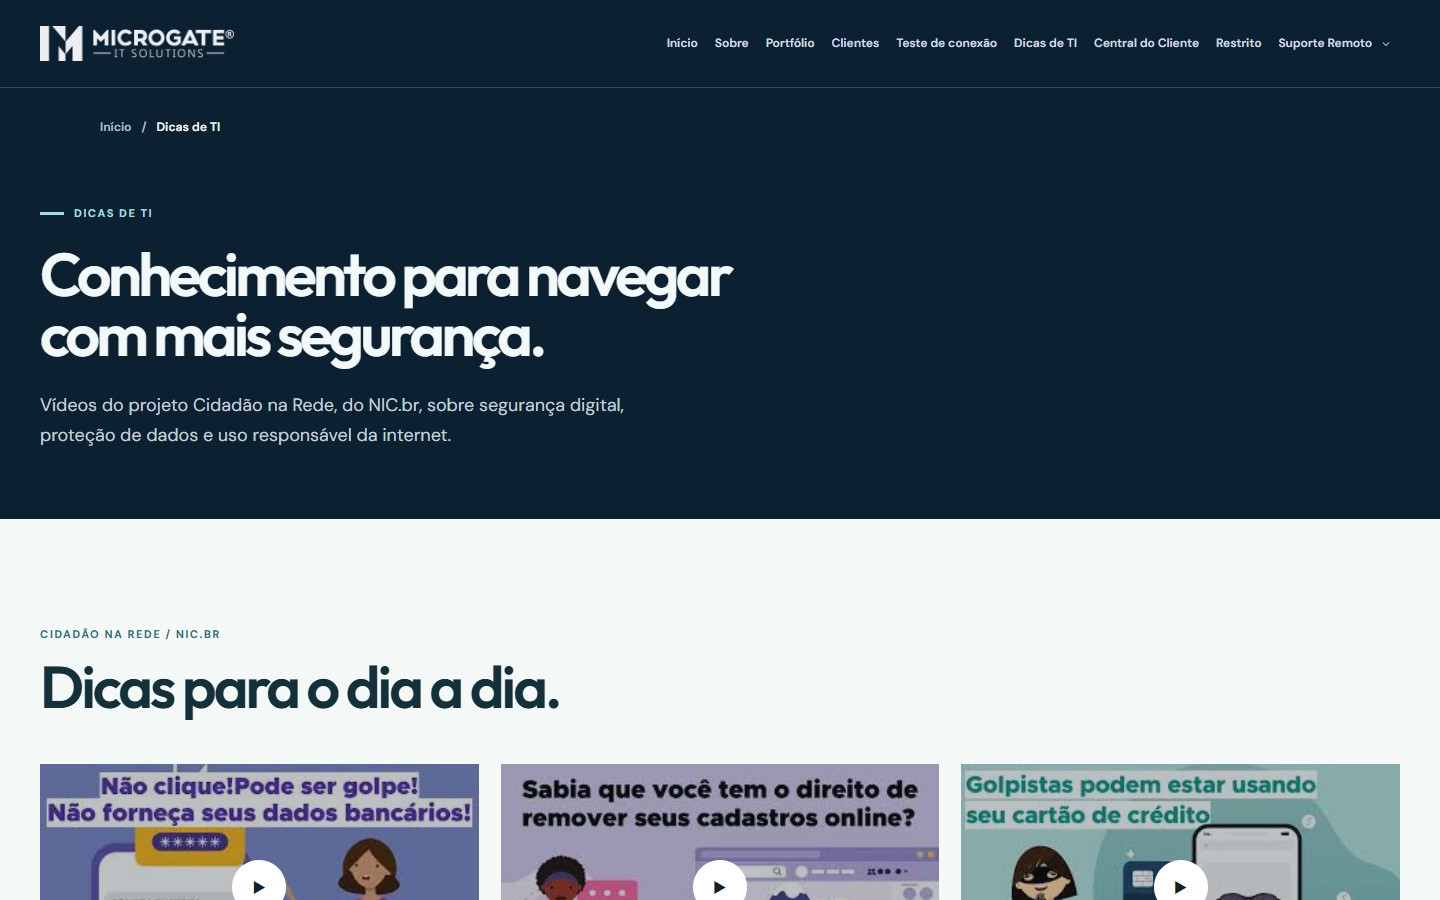 MICROGATE®
IT SOLUTIONS
Início
Sobre
Portfólio
Clientes
Teste de conexão
Dicas de TI
Central do Cliente
Restrito
Suporte Remoto
Início / Dicas de TI
DICAS DE TI
Conhecimento para navegar
com mais segurança.
Vídeos do projeto Cidadão na Rede, do NIC.br, sobre segurança digital,
proteção de dados e uso responsável da internet.
CIDADÃO NA REDE / NIC.BR
Dicas para o dia a dia.
Não clique!Pode ser golpe!
Não forneça seus dados bancários!
*****
Sabia que você tem o direito de
remover seus cadastros online?
Golpistas podem estar usando
seu cartão de crédito